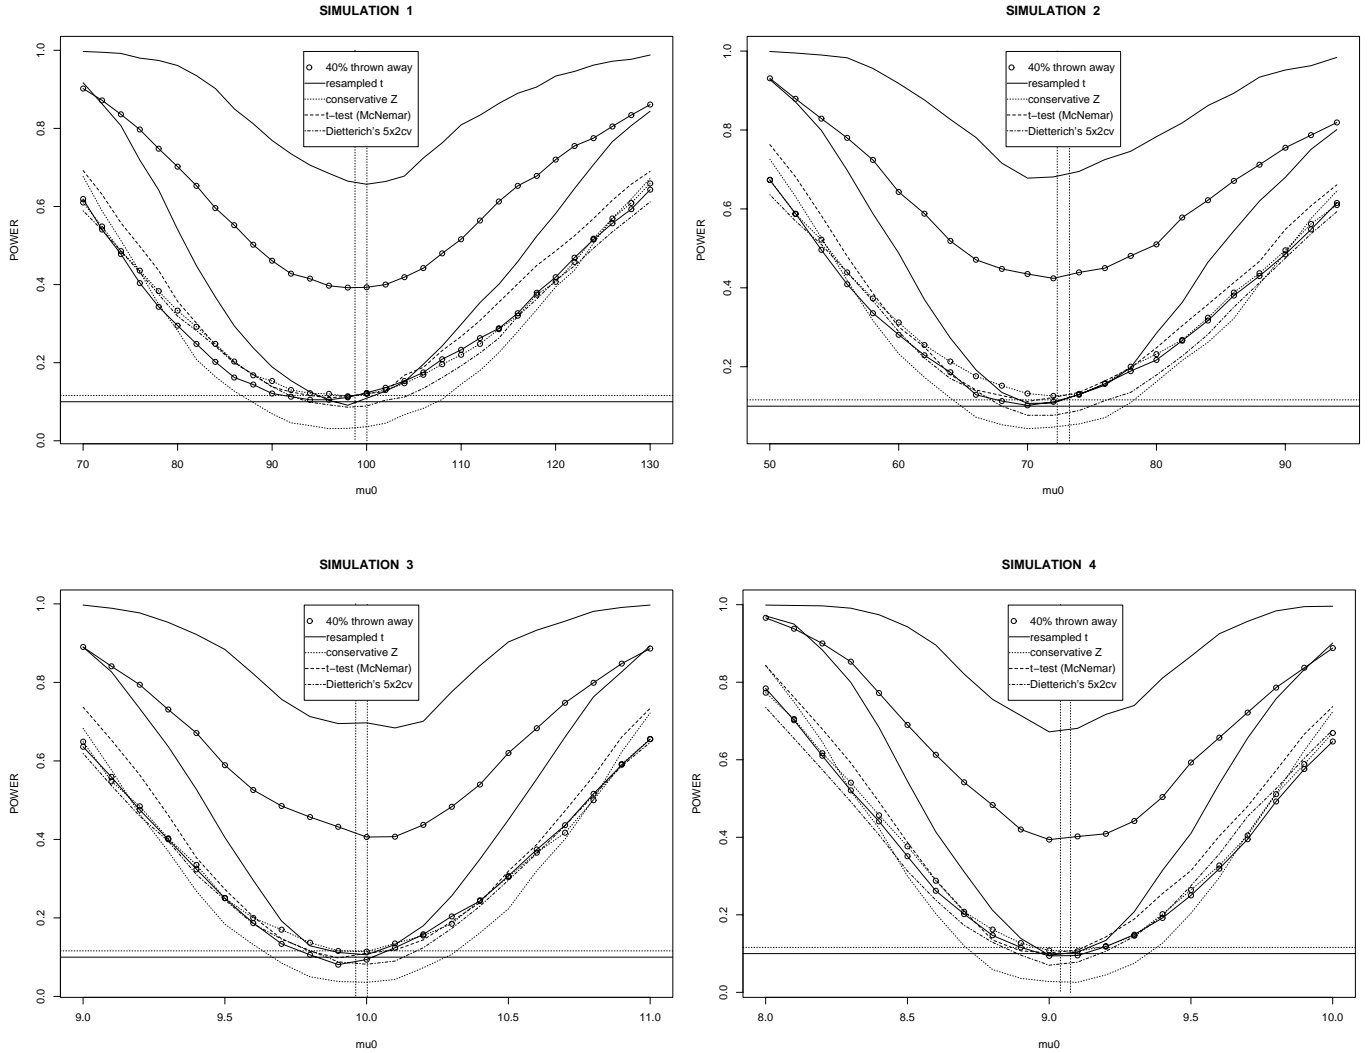 SIMULATION 1
POWER
1.0
0.8
0.6
0.4
0.2
0.0
40% thrown away
resampled t
conservative Z
t−test (McNemar)
Dietterich's 5x2cv
70 80 90 100 110 120 130
mu0
SIMULATION 2
POWER
1.0
0.8
0.6
0.4
0.2
40% thrown away
resampled t
conservative Z
t−test (McNemar)
Dietterich's 5x2cv
50 60 70 80 90
mu0
SIMULATION 3
POWER
1.0
0.8
0.6
0.4
0.2
0.0
40% thrown away
resampled t
conservative Z
t−test (McNemar)
Dietterich's 5x2cv
9.0 9.5 10.0 10.5 11.0
mu0
SIMULATION 4
POWER
1.0
0.8
0.6
0.4
0.2
0.0
40% thrown away
resampled t
conservative Z
t−test (McNemar)
Dietterich's 5x2cv
8.0 8.5 9.0 9.5 10.0
mu0